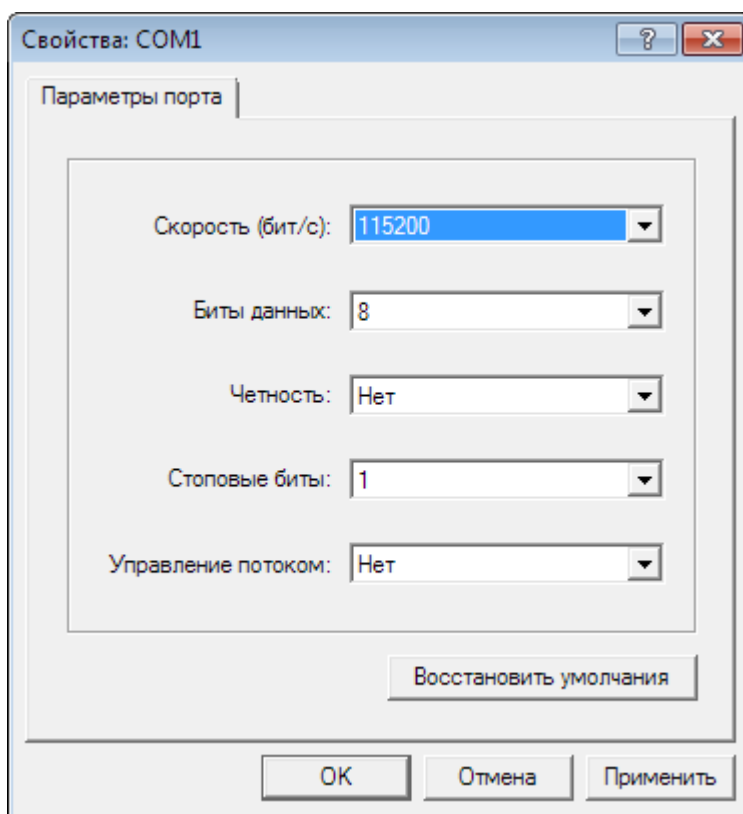 Свойства: COM1
Параметры порта
Скорость (бит/с): 115200
Биты данных: 8
Четность: Нет
Стоповые биты: 1
Управление потоком: Нет
Восстановить умолчания
OK Отмена Применить